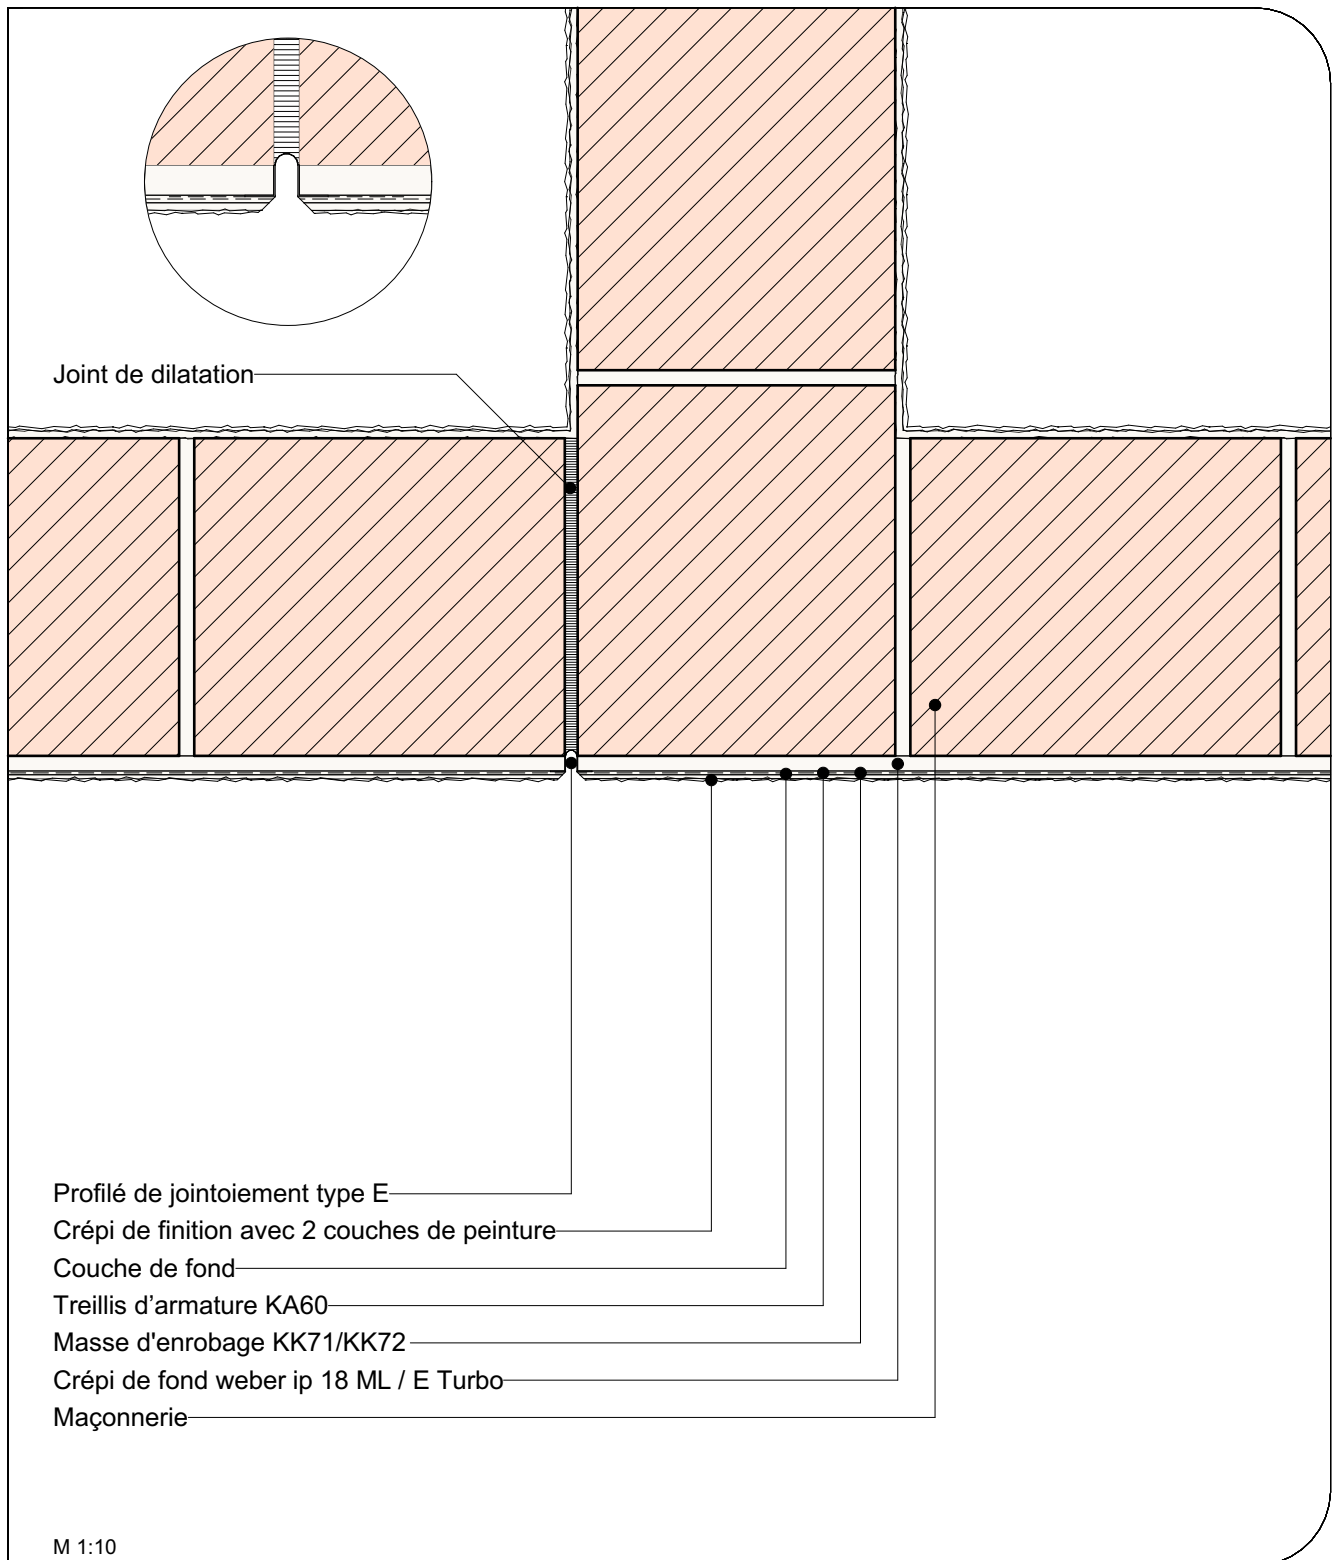 Joint de dilatation
Profilé de jointoiement type E
Crépi de finition avec 2 couches de peinture
Couche de fond
Treillis d’armature KA60
Masse d'enrobage KK71/KK72
Crépi de fond weber ip 18 ML / E Turbo
Maçonnerie
M 1:10